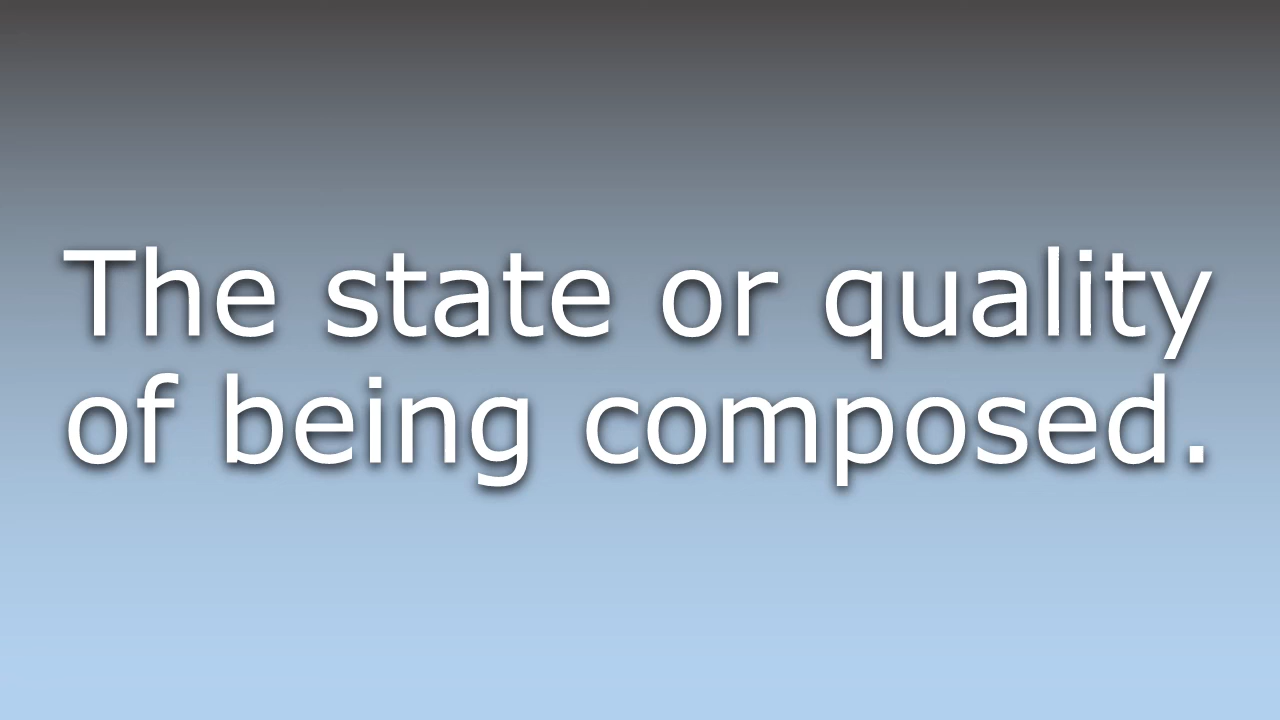 The state or quality
of being composed.